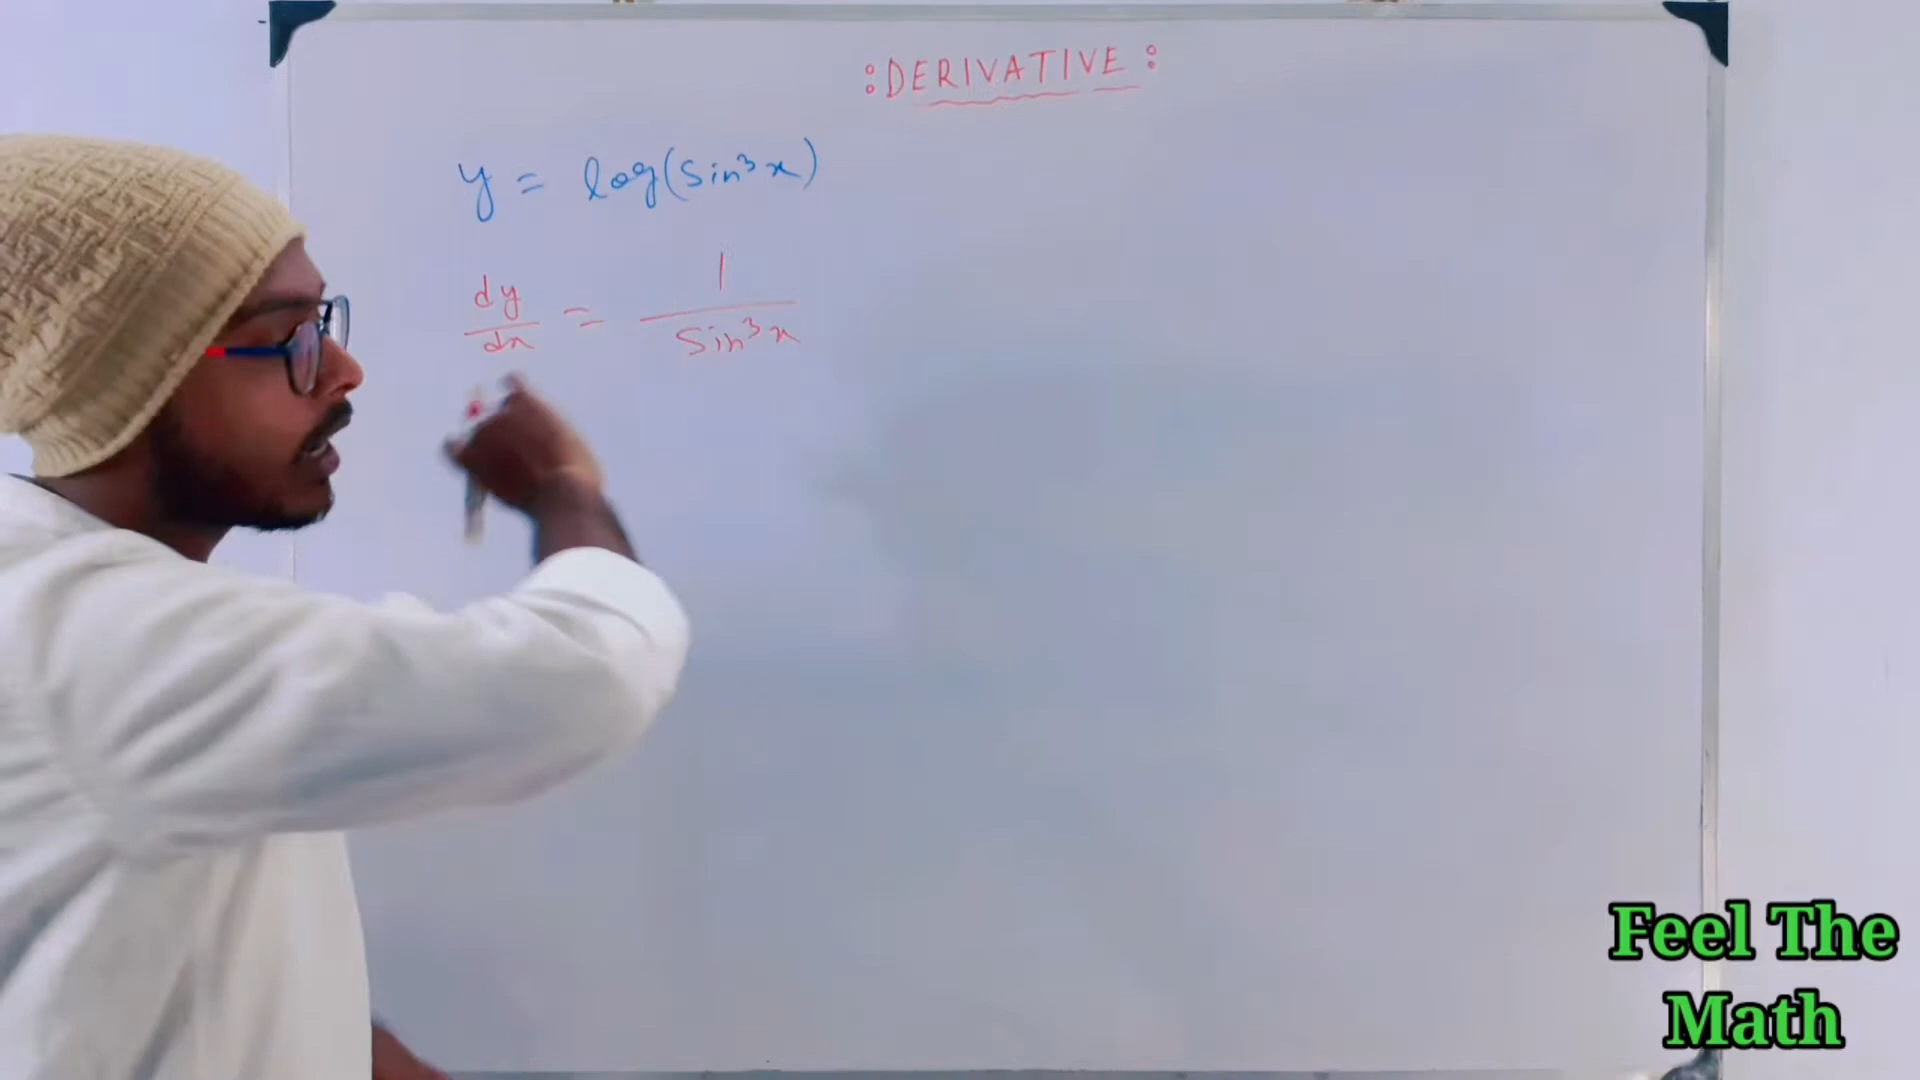 :DERIVATIVE:
y = log(Sin³x)
dy/dx = 1/Sin³x
Feel The
Math